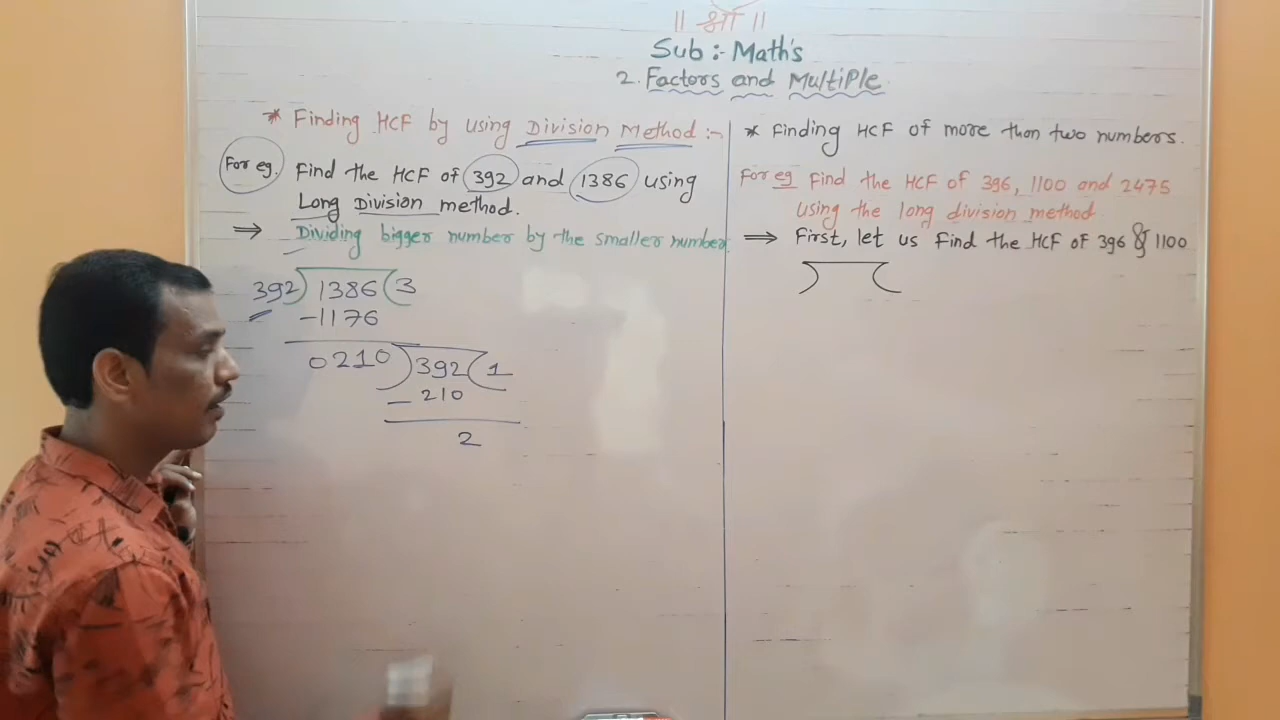 || श्री ||
Sub :- Math's
2. Factors and Multiple.
* Finding HCF by using Division Method :-
For eg. Find the HCF of 392 and 1386 using
Long Division method.
⇒ Dividing bigger number by the smaller number.
392) 1386 (3
-1176
0210) 392 (1
- 210
2
* Finding HCF of more than two numbers.
For eg Find the HCF of 396, 1100 and 2475
using the long division method.
⇒ First, let us find the HCF of 396 & 1100